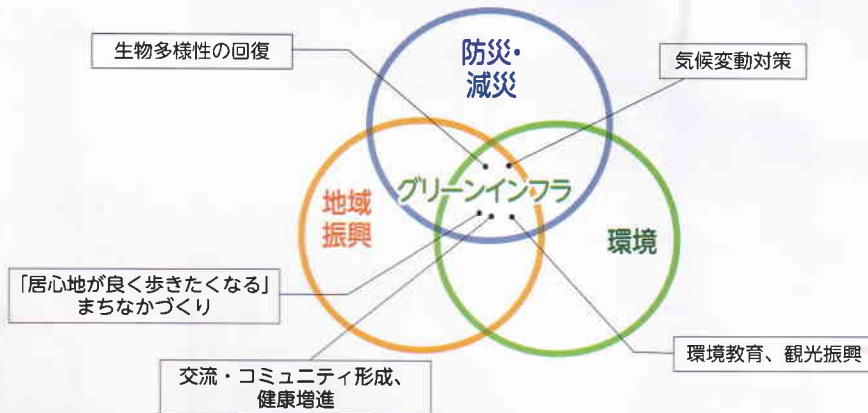 生物多様性の回復
防災・
減災
気候変動対策
グリーンインフラ
地域
振興
環境
「居心地が良く歩きたくなる」
まちなかづくり
環境教育、観光振興
交流・コミュニティ形成、
健康増進